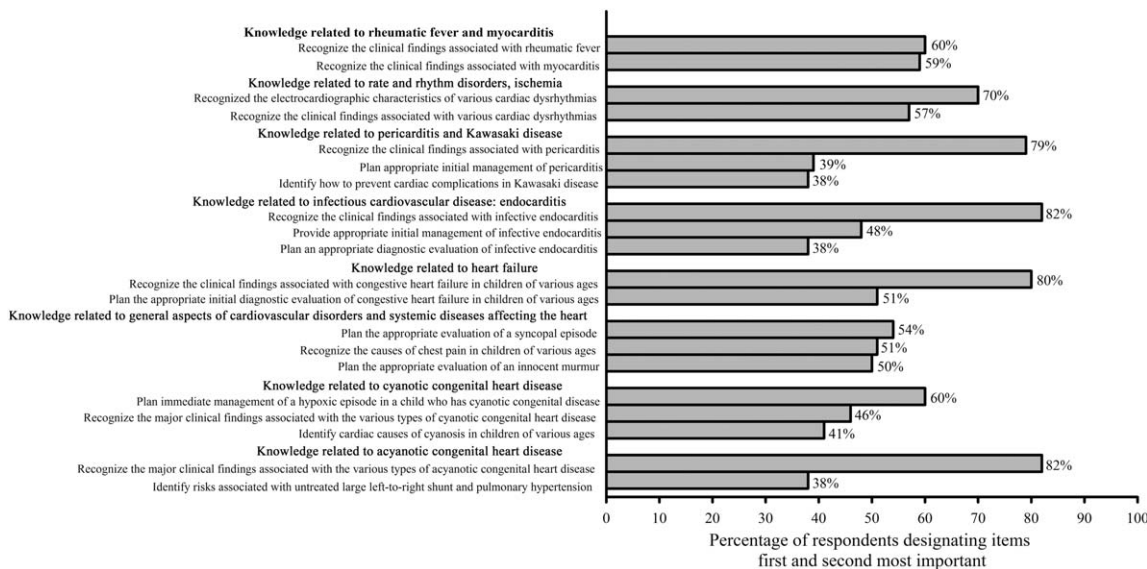 Knowledge related to rheumatic fever and myocarditis
Recognize the clinical findings associated with rheumatic fever 60%
Recognize the clinical findings associated with myocarditis 59%
Knowledge related to rate and rhythm disorders, ischemia
Recognized the electrocardiographic characteristics of various cardiac dysrhythmias 70%
Recognize the clinical findings associated with various cardiac dysrhythmias 57%
Knowledge related to pericarditis and Kawasaki disease
Recognize the clinical findings associated with pericarditis 79%
Plan appropriate initial management of pericarditis 39%
Identify how to prevent cardiac complications in Kawasaki disease 38%
Knowledge related to infectious cardiovascular disease: endocarditis
Recognize the clinical findings associated with infective endocarditis 82%
Provide appropriate initial management of infective endocarditis 48%
Plan an appropriate diagnostic evaluation of infective endocarditis 38%
Knowledge related to heart failure
Recognize the clinical findings associated with congestive heart failure in children of various ages 80%
Plan the appropriate initial diagnostic evaluation of congestive heart failure in children of various ages 51%
Knowledge related to general aspects of cardiovascular disorders and systemic diseases affecting the heart
Plan the appropriate evaluation of a syncopal episode 54%
Recognize the causes of chest pain in children of various ages 51%
Plan the appropriate evaluation of an innocent murmur 50%
Knowledge related to cyanotic congenital heart disease
Plan immediate management of a hypoxic episode in a child who has cyanotic congenital disease 60%
Recognize the major clinical findings associated with the various types of cyanotic congenital heart disease 46%
Identify cardiac causes of cyanosis in children of various ages 41%
Knowledge related to acyanotic congenital heart disease
Recognize the major clinical findings associated with the various types of acyanotic congenital heart disease 82%
Identify risks associated with untreated large left-to-right shunt and pulmonary hypertension 38%
0 10 20 30 40 50 60 70 80 90 100
Percentage of respondents designating items
first and second most important